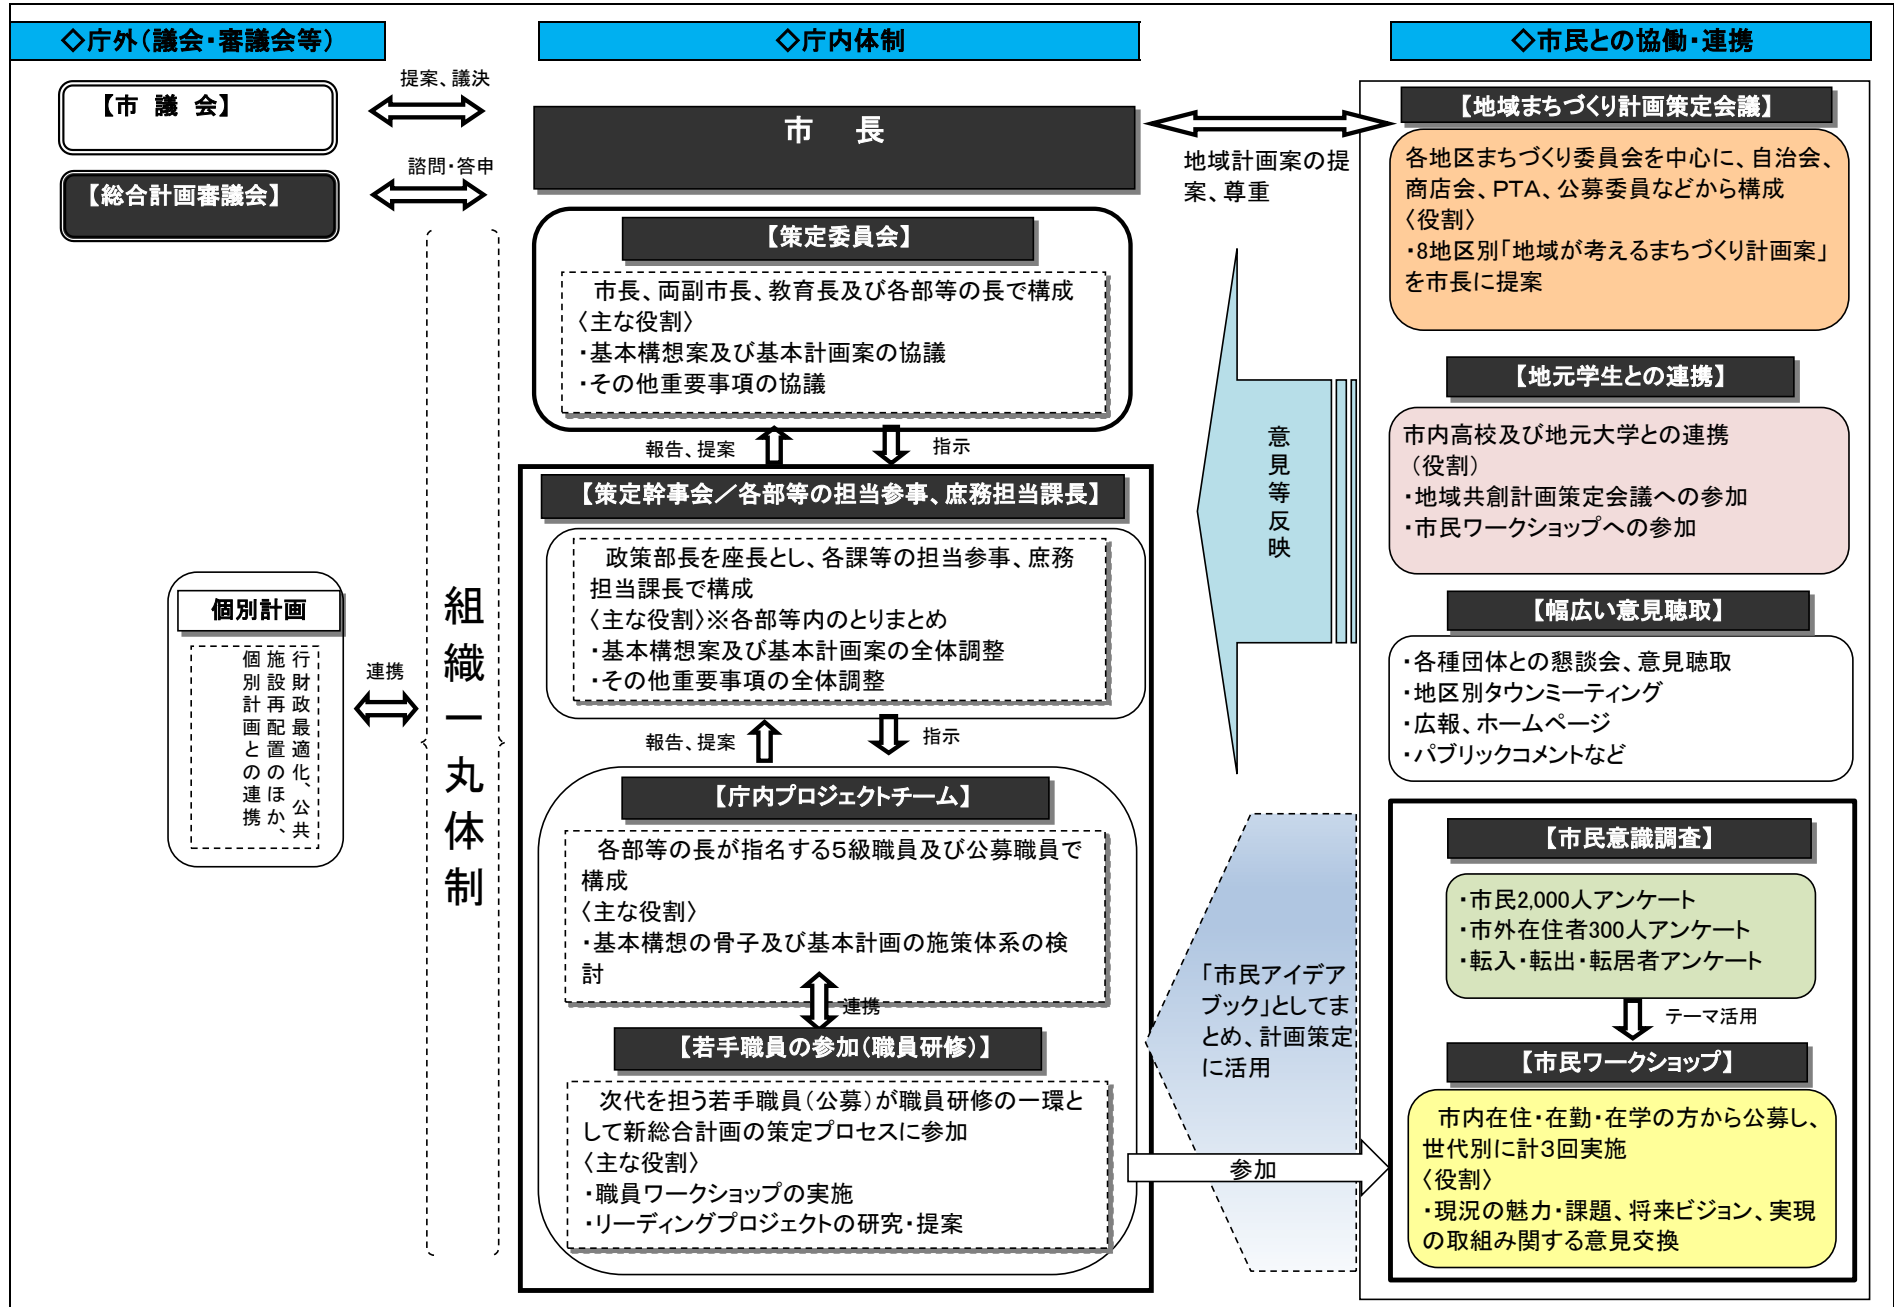 ◇庁外（議会・審議会等）
【市　議　会】
提案、議決
【総合計画審議会】
諮問・答申
個別計画
行財政最適化、公共
施設再配置のほか、
個別計画との連携
連携
組織一丸体制
◇庁内体制
市　長
【策定委員会】
市長、両副市長、教育長及び各部等の長で構成
〈主な役割〉
・基本構想案及び基本計画案の協議
・その他重要事項の協議
報告、提案
指示
【策定幹事会／各部等の担当参事、庶務担当課長】
政策部長を座長とし、各課等の担当参事、庶務
担当課長で構成
〈主な役割〉※各部等内のとりまとめ
・基本構想案及び基本計画案の全体調整
・その他重要事項の全体調整
報告、提案
指示
【庁内プロジェクトチーム】
各部等の長が指名する5級職員及び公募職員で
構成
〈主な役割〉
・基本構想の骨子及び基本計画の施策体系の検
討
連携
【若手職員の参加（職員研修）】
次代を担う若手職員（公募）が職員研修の一環と
して新総合計画の策定プロセスに参加
〈主な役割〉
・職員ワークショップの実施
・リーディングプロジェクトの研究・提案
地域計画案の提
案、尊重
意見等反映
「市民アイデア
ブック」としてま
とめ、計画策定
に活用
参加
◇市民との協働・連携
【地域まちづくり計画策定会議】
各地区まちづくり委員会を中心に、自治会、
商店会、PTA、公募委員などから構成
〈役割〉
・8地区別「地域が考えるまちづくり計画案」
を市長に提案
【地元学生との連携】
市内高校及び地元大学との連携
（役割）
・地域共創計画策定会議への参加
・市民ワークショップへの参加
【幅広い意見聴取】
・各種団体との懇談会、意見聴取
・地区別タウンミーティング
・広報、ホームページ
・パブリックコメントなど
【市民意識調査】
・市民2,000人アンケート
・市外在住者300人アンケート
・転入・転出・転居者アンケート
テーマ活用
【市民ワークショップ】
市内在住・在勤・在学の方から公募し、
世代別に計3回実施
〈役割〉
・現況の魅力・課題、将来ビジョン、実現
の取組み関する意見交換